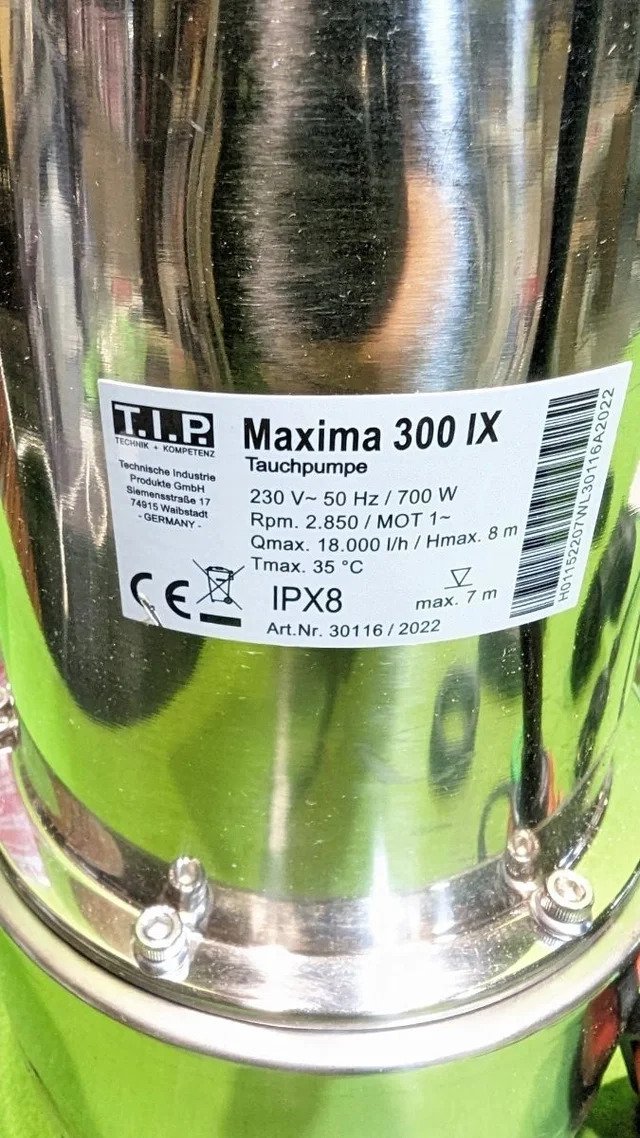 T.I.P.
TECHNIK + KOMPETENZ
Technische Industrie
Produkte GmbH
Siemensstraße 17
74915 Waibstadt
- GERMANY -
Maxima 300 IX
Tauchpumpe
230 V~ 50 Hz / 700 W
Rpm. 2.850 / MOT 1~
Qmax. 18.000 l/h / Hmax. 8 m
Tmax. 35 °C
CE
IPX8
max. 7 m
Art.Nr. 30116 / 2022
H01152207WL30116A2022